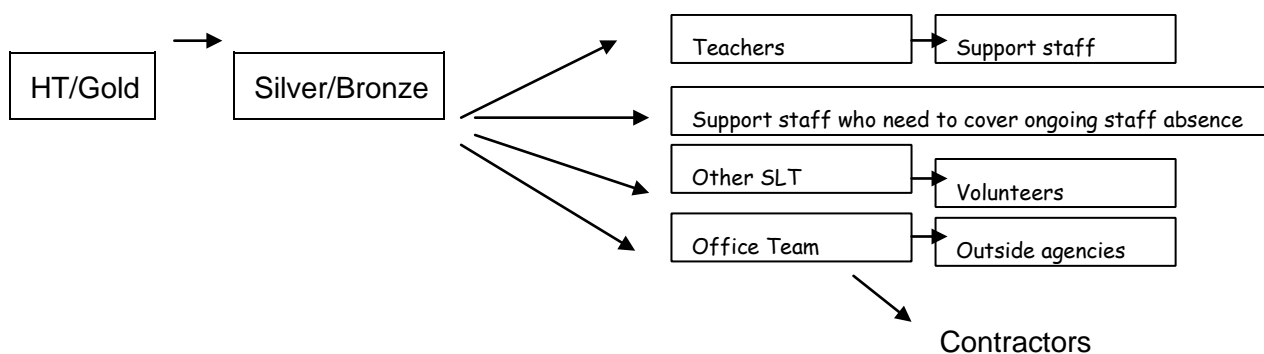 HT/Gold
Silver/Bronze
Teachers
Support staff
Support staff who need to cover ongoing staff absence
Other SLT
Volunteers
Office Team
Outside agencies
Contractors